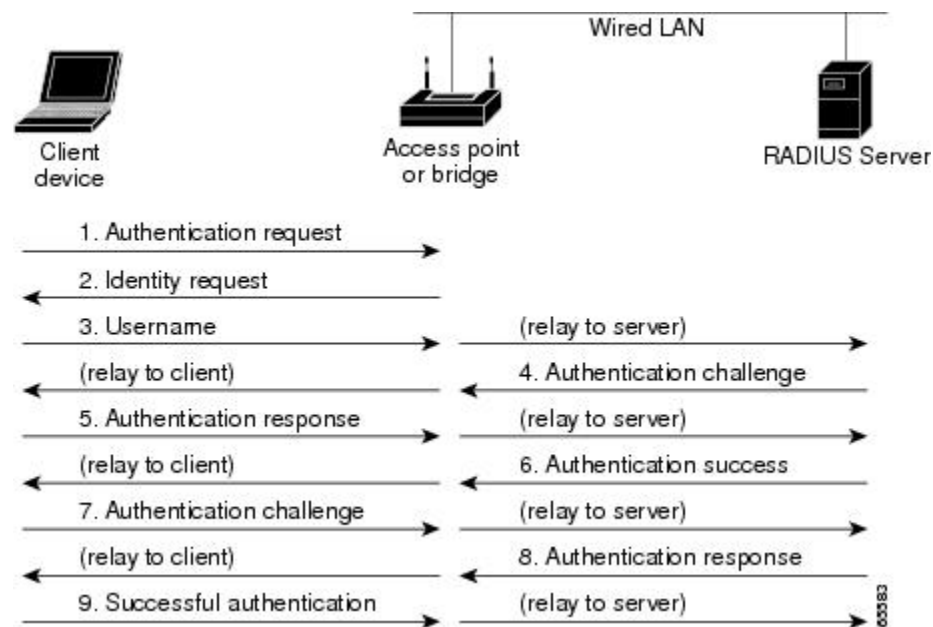 Wired LAN
Client
device
Access point
or bridge
RADIUS Server
1. Authentication request
2. Identity request
3. Username
(relay to server)
(relay to client)
4. Authentication challenge
5. Authentication response
(relay to server)
(relay to client)
6. Authentication success
7. Authentication challenge
(relay to server)
(relay to client)
8. Authentication response
9. Successful authentication
(relay to server)
65583